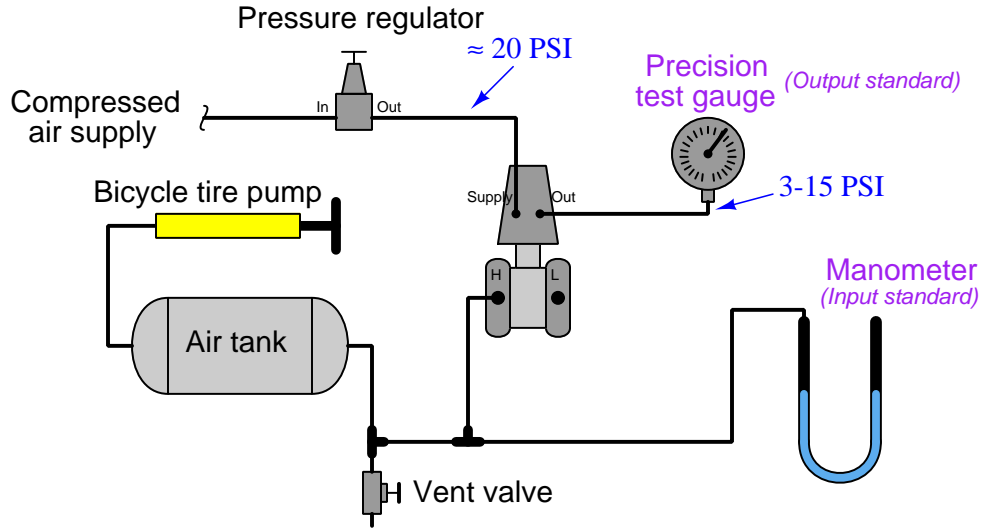 Pressure regulator
≈ 20 PSI
Precision
test gauge
(Output standard)
Compressed
air supply
In
Out
Bicycle tire pump
Supply
Out
3-15 PSI
H
L
Manometer
(Input standard)
Air tank
Vent valve